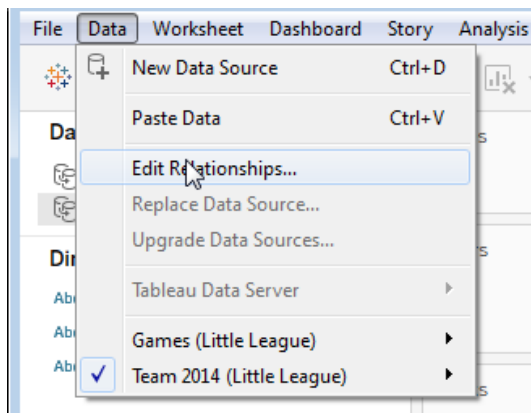 File Data Worksheet Dashboard Story Analysis
New Data Source Ctrl+D
Paste Data Ctrl+V
Edit Relationships...
Replace Data Source...
Upgrade Data Sources...
Tableau Data Server
Games (Little League)
Team 2014 (Little League)